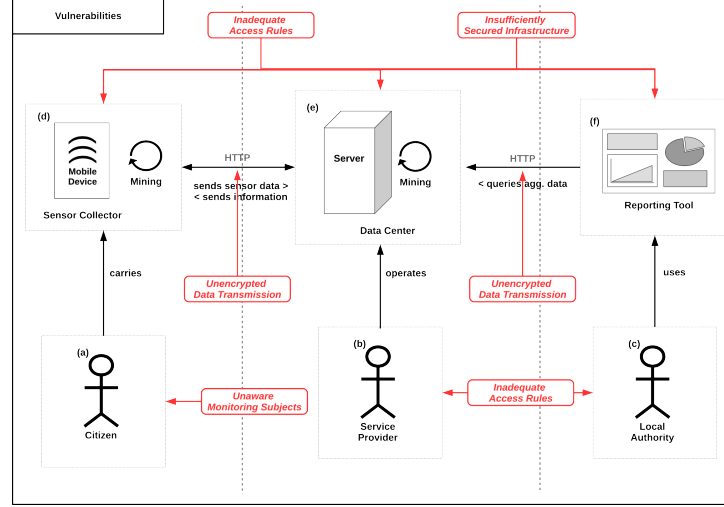 Vulnerabilities
Inadequate
Access Rules
Insufficiently
Secured Infrastructure
(d)
Mobile
Device
Mining
Sensor Collector
HTTP
sends sensor data >
< sends information
(e)
Server
Mining
Data Center
HTTP
< queries agg. data
(f)
Reporting Tool
carries
Unencrypted
Data Transmission
operates
Unencrypted
Data Transmission
uses
(a)
Citizen
Unaware
Monitoring Subjects
(b)
Service
Provider
Inadequate
Access Rules
(c)
Local
Authority